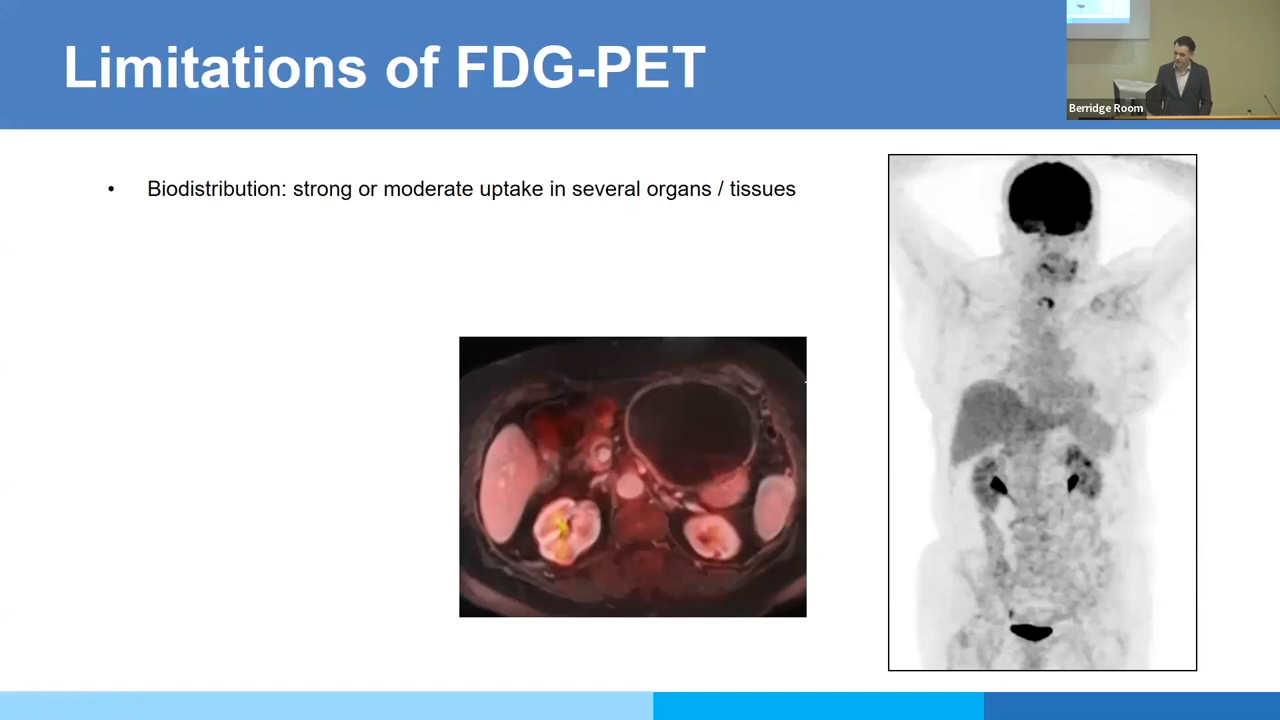 Limitations of FDG-PET
Berridge Room
• Biodistribution: strong or moderate uptake in several organs / tissues